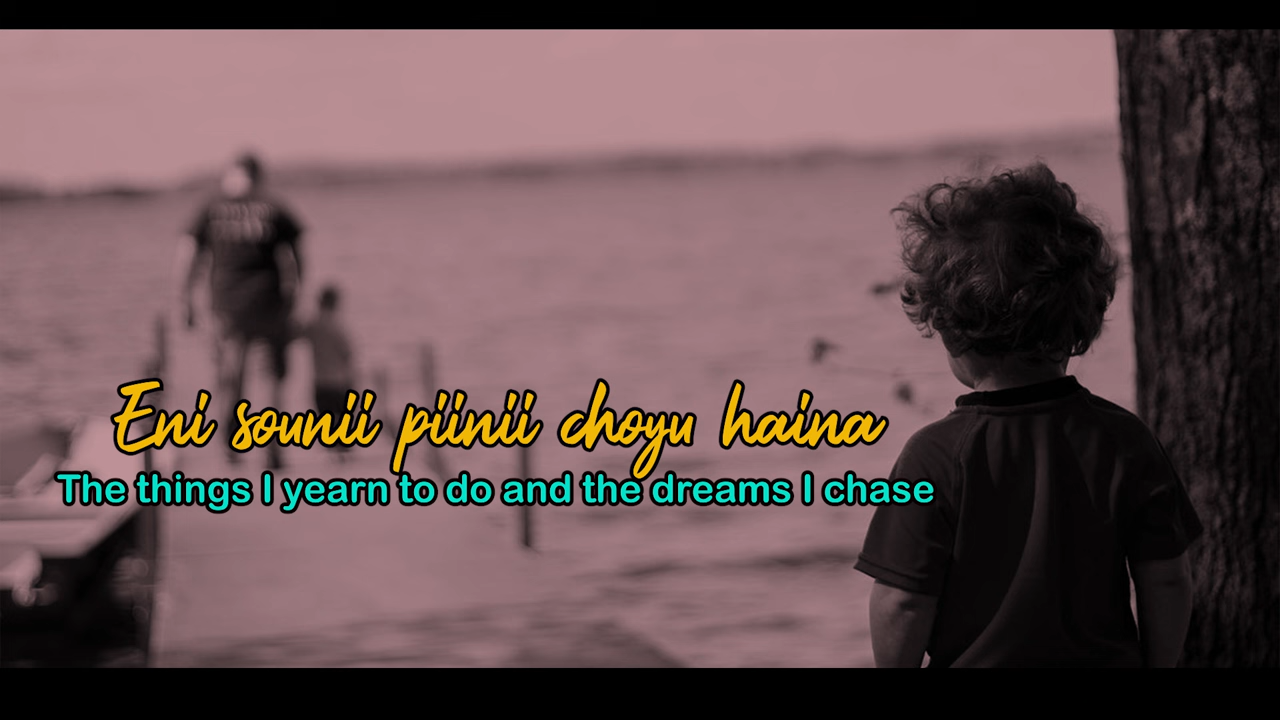 Eni sounii piinii choyu haina
The things I yearn to do and the dreams I chase